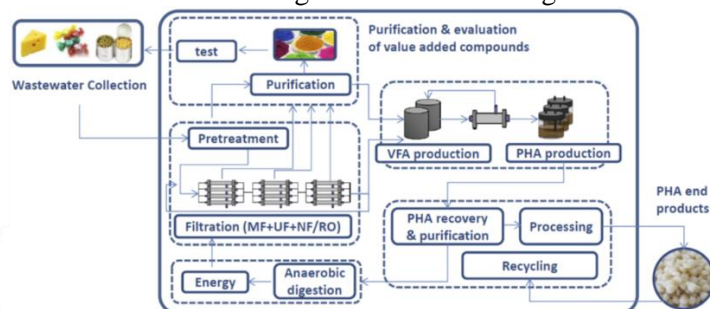 Purification & evaluation
of value added compounds
test
Wastewater Collection
Purification
Pretreatment
VFA production
PHA production
Filtration (MF+UF+NF/RO)
PHA recovery
& purification
Processing
PHA end
products
Recycling
Energy
Anaerobic
digestion